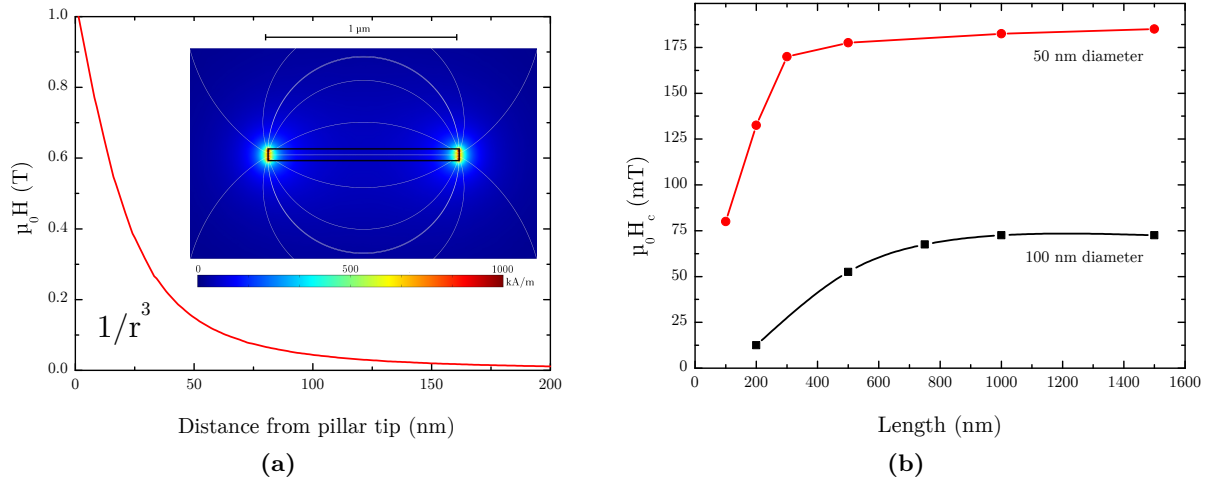 1 μm
1.0
0.8
0.6
0.4
0.2
0.0
μ₀H (T)
0
500
1000
kA/m
1/r³
0
50
100
150
200
Distance from pillar tip (nm)
(a)
175
150
125
100
75
50
25
0
μ₀H_c (mT)
50 nm diameter
100 nm diameter
0
200
400
600
800
1000
1200
1400
1600
Length (nm)
(b)